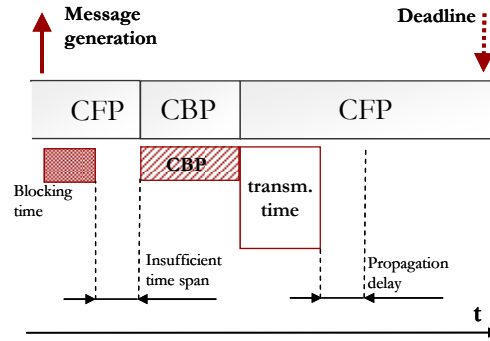 Message
generation
Deadline
CFP
CBP
CFP
CBP
transm.
time
Blocking
time
Insufficient
time span
Propagation
delay
t